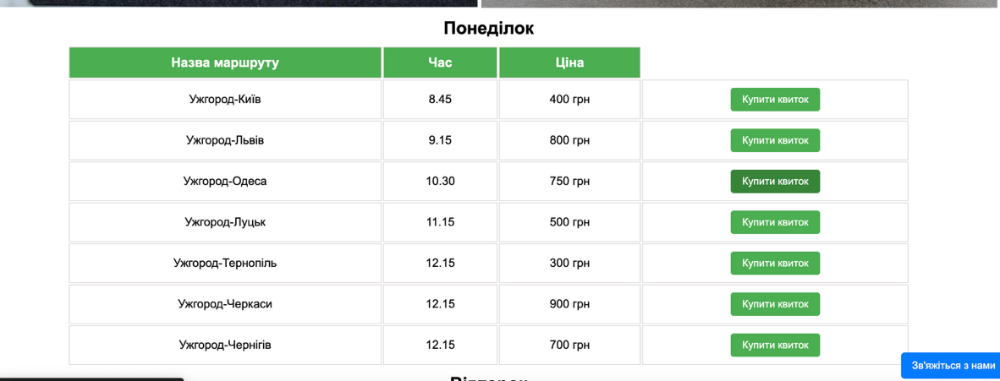 Понеділок
Назва маршруту Час Ціна
Ужгород-Київ 8.45 400 грн Купити квиток
Ужгород-Львів 9.15 800 грн Купити квиток
Ужгород-Одеса 10.30 750 грн Купити квиток
Ужгород-Луцьк 11.15 500 грн Купити квиток
Ужгород-Тернопіль 12.15 300 грн Купити квиток
Ужгород-Черкаси 12.15 900 грн Купити квиток
Ужгород-Чернігів 12.15 700 грн Купити квиток
Зв'яжіться з нами